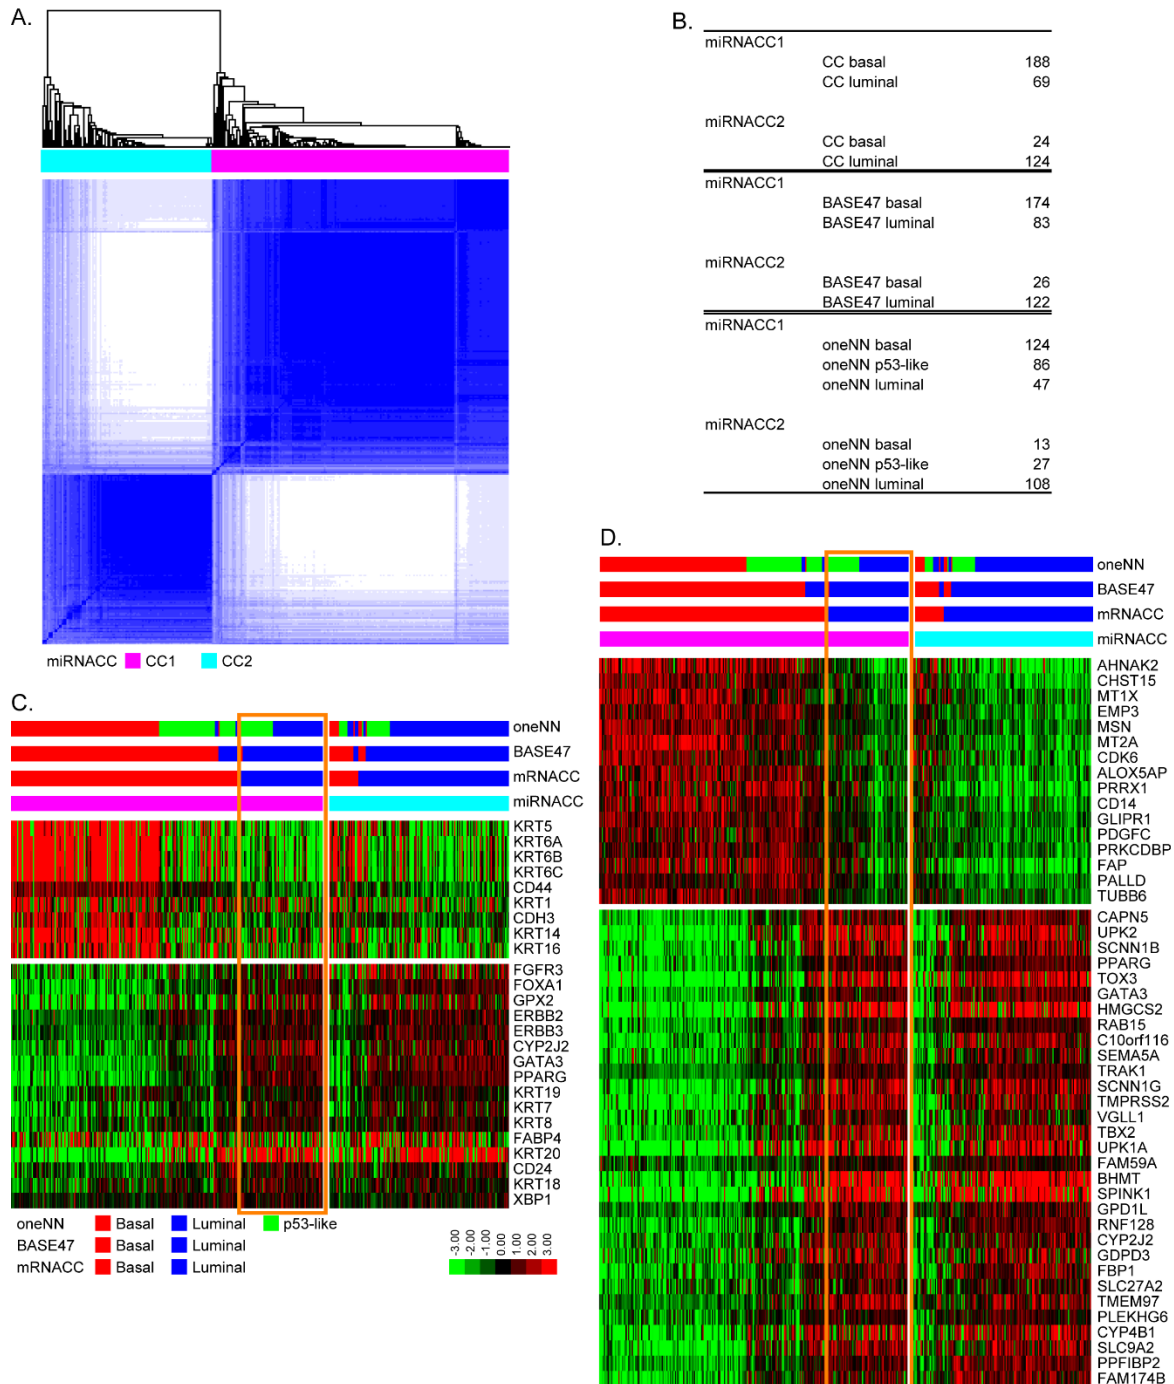 A.
miRNACC CC1 CC2
B.
miRNACC1
CC basal 188
CC luminal 69
miRNACC2
CC basal 24
CC luminal 124
miRNACC1
BASE47 basal 174
BASE47 luminal 83
miRNACC2
BASE47 basal 26
BASE47 luminal 122
miRNACC1
oneNN basal 124
oneNN p53-like 86
oneNN luminal 47
miRNACC2
oneNN basal 13
oneNN p53-like 27
oneNN luminal 108
C.
oneNN
BASE47
mRNACC
miRNACC
KRT5
KRT6A
KRT6B
KRT6C
CD44
KRT1
CDH3
KRT14
KRT16
FGFR3
FOXA1
GPX2
ERBB2
ERBB3
CYP2J2
GATA3
PPARG
KRT19
KRT7
KRT8
FABP4
KRT20
CD24
KRT18
XBP1
oneNN Basal Luminal p53-like
BASE47 Basal Luminal
mRNACC Basal Luminal
-3.00 -2.00 -1.00 0.00 1.00 2.00 3.00
D.
oneNN
BASE47
mRNACC
miRNACC
AHNAK2
CHST15
MT1X
EMP3
MSN
MT2A
CDK6
ALOX5AP
PRRX1
CD14
GLIPR1
PDGFC
PRKCDBP
FAP
PALLD
TUBB6
CAPN5
UPK2
SCNN1B
PPARG
TOX3
GATA3
HMGCS2
RAB15
C10orf116
SEMA5A
TRAK1
SCNN1G
TMPRSS2
VGLL1
TBX2
UPK1A
FAM59A
BHMT
SPINK1
GPD1L
RNF128
CYP2J2
GDPD3
FBP1
SLC27A2
TMEM97
PLEKHG6
CYP4B1
SLC9A2
PPFIBP2
FAM174B